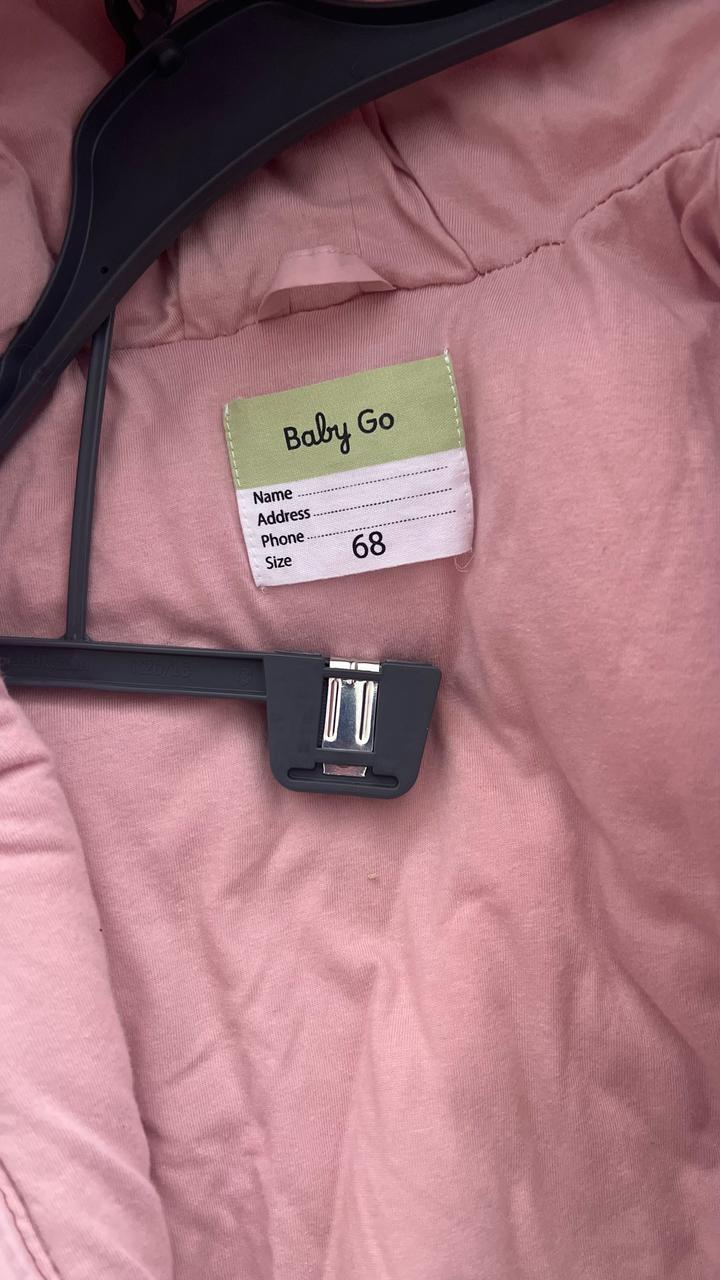 Baby Go
Name
Address
Phone
Size 68